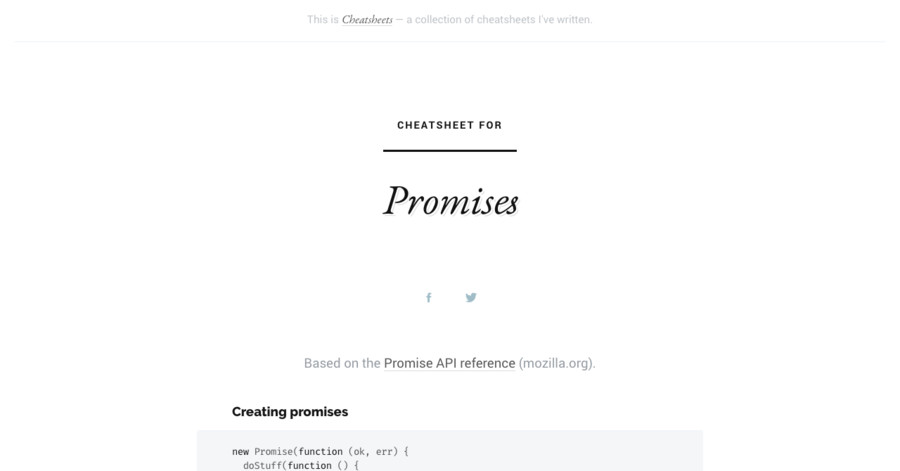 This is Cheatsheets — a collection of cheatsheets I've written.
CHEATSHEET FOR
Promises
Based on the Promise API reference (mozilla.org).
Creating promises
new Promise(function (ok, err) {
  doStuff(function () {